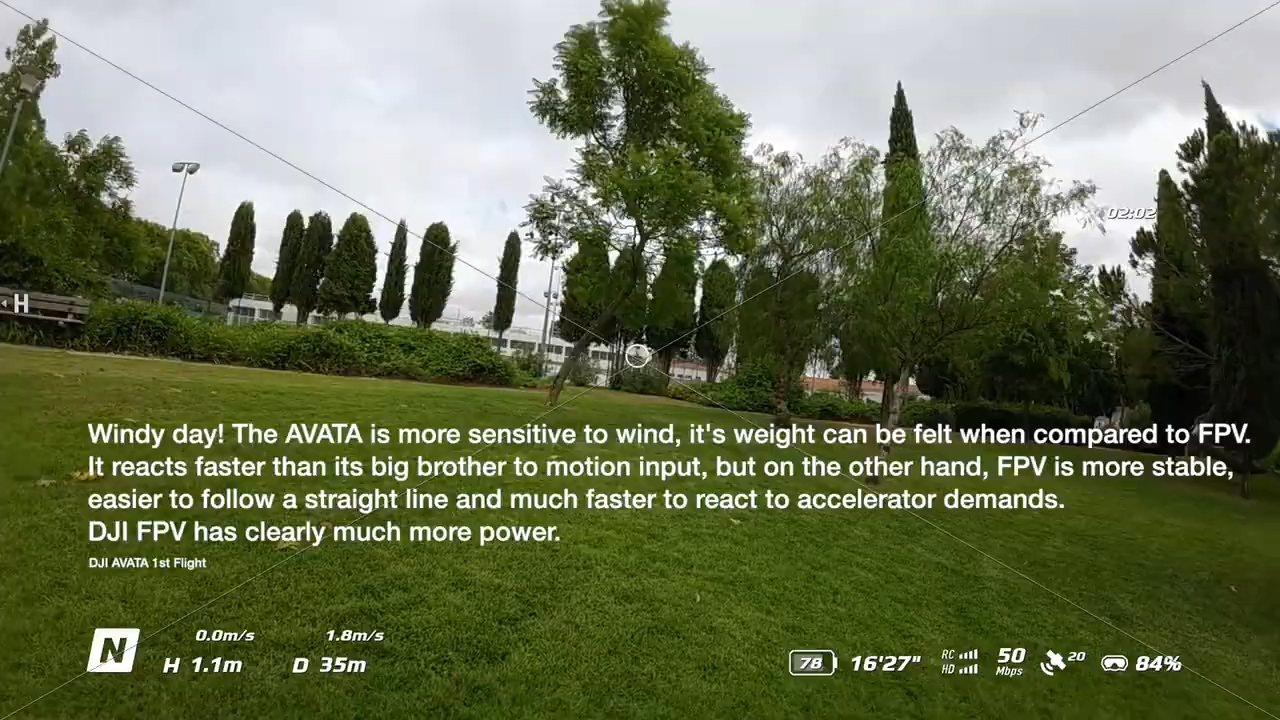 02:02
H
Windy day! The AVATA is more sensitive to wind, it's weight can be felt when compared to FPV.
It reacts faster than its big brother to motion input, but on the other hand, FPV is more stable,
easier to follow a straight line and much faster to react to accelerator demands.
DJI FPV has clearly much more power.
DJI AVATA 1st Flight
N
0.0m/s 1.8m/s
H 1.1m D 35m
78 16'27" RC HD 50 Mbps 20 84%